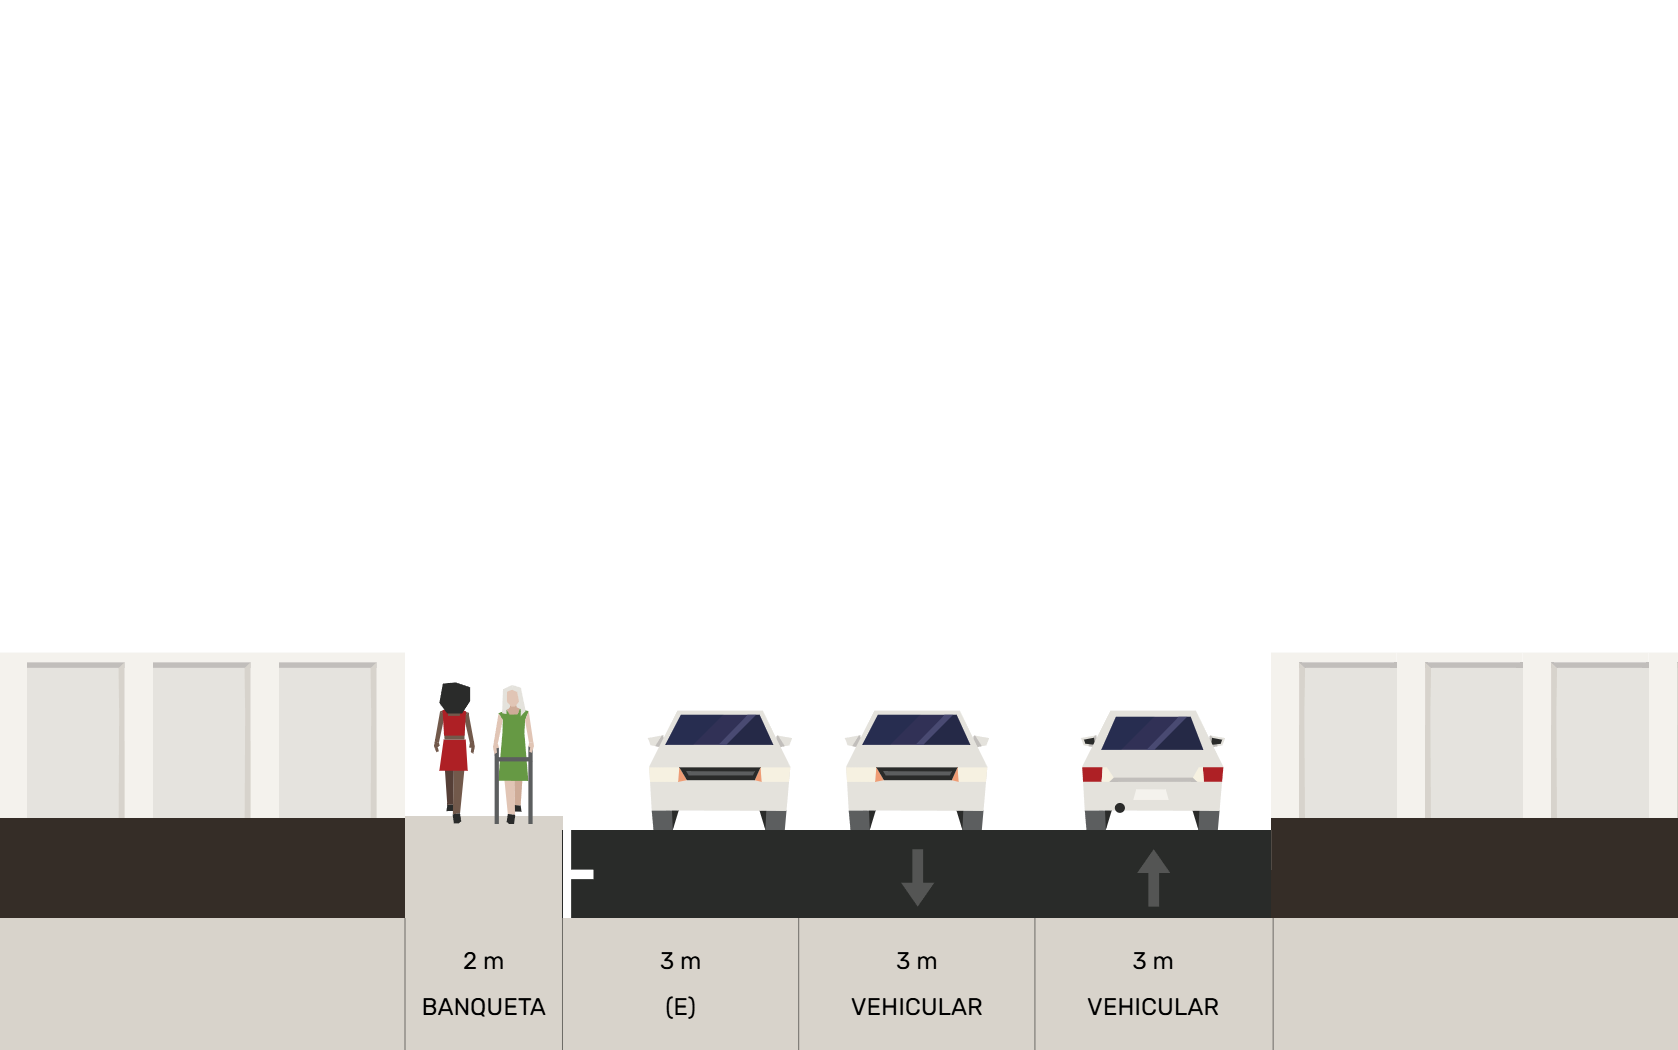 2 m
BANQUETA
3 m
(E)
3 m
VEHICULAR
3 m
VEHICULAR